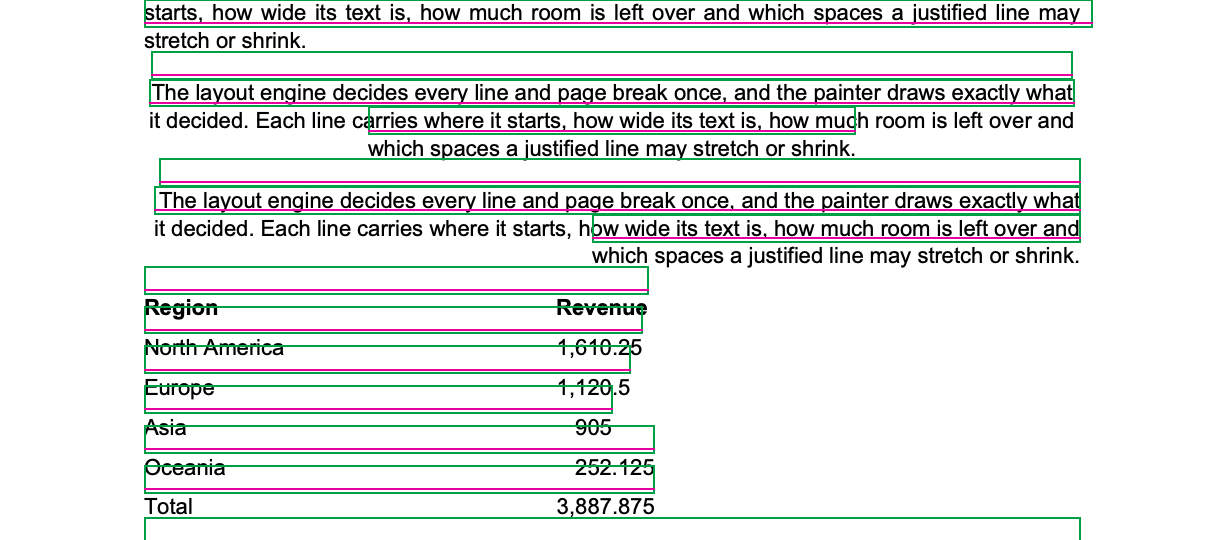 starts, how wide its text is, how much room is left over and which spaces a justified line may
stretch or shrink.
The layout engine decides every line and page break once, and the painter draws exactly what
it decided. Each line carries where it starts, how wide its text is, how much room is left over and
which spaces a justified line may stretch or shrink.
The layout engine decides every line and page break once, and the painter draws exactly what
it decided. Each line carries where it starts, how wide its text is, how much room is left over and
which spaces a justified line may stretch or shrink.
Region Revenue
North America 1,610.25
Europe 1,120.5
Asia 905
Oceania 252.125
Total 3,887.875